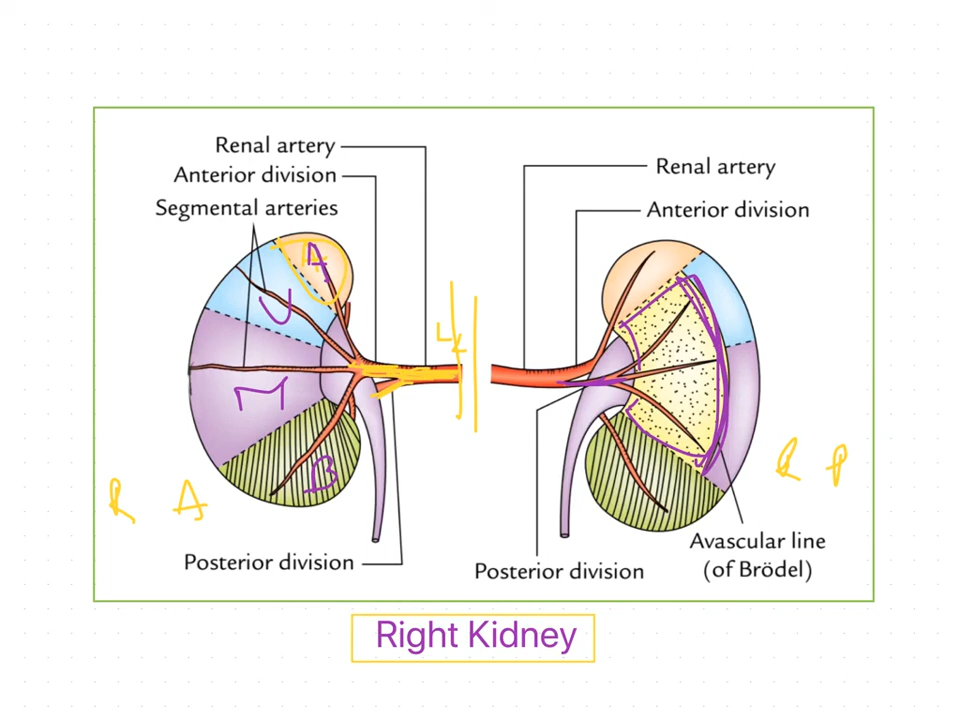 Renal artery
Anterior division
Segmental arteries
Renal artery
Anterior division
A
U
M
B
R A
R P
Posterior division
Posterior division
Avascular line
(of Brödel)
Right Kidney